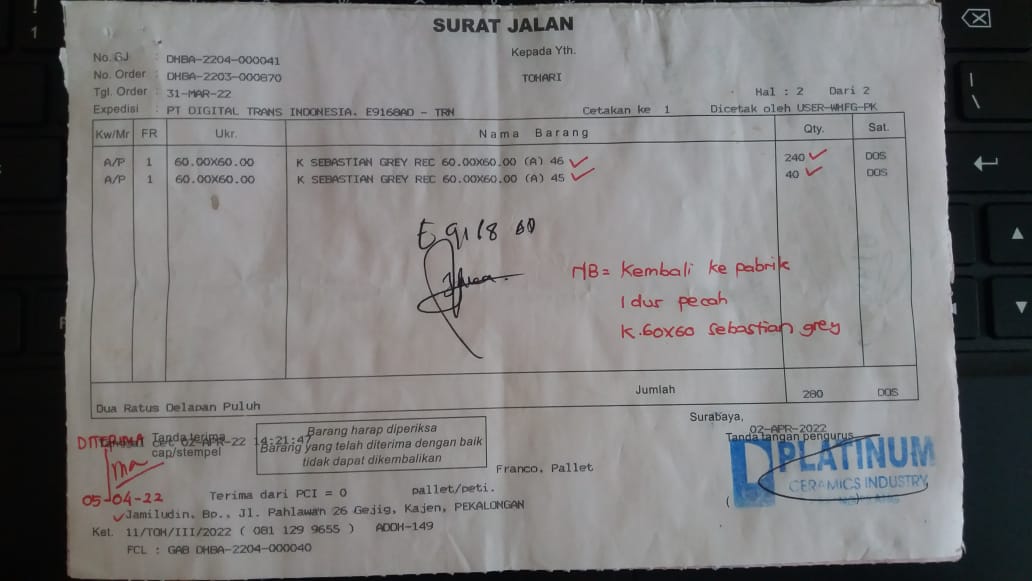 SURAT JALAN
Kepada Yth.
No. SJ : DHBA-2204-000041
No. Order : DHBA-2203-000870
TOHARI
Tgl. Order : 31-MAR-22
Hal : 2 Dari 2
Expedisi : PT DIGITAL TRANS INDONESIA. E9168AO - TRN
Cetakan ke 1 Dicetak oleh USER-WHFG-PK
Kw/Mr FR Ukr. Nama Barang Qty. Sat.
A/P 1 60.00X60.00 K SEBASTIAN GREY REC 60.00X60.00 (A) 46 240 DOS
A/P 1 60.00X60.00 K SEBASTIAN GREY REC 60.00X60.00 (A) 45 40 DOS
E 9168 AO
NB = Kembali ke pabrik
1 dus pecah
K.60x60 sebastian grey
Jumlah 280 DOS
Dua Ratus Delapan Puluh
Surabaya,
02-APR-2022
DITERIMA
Tanda terima
cet 02-APR-22 14:21:47
cap/stempel
Barang harap diperiksa
Barang yang telah diterima dengan baik
tidak dapat dikembalikan
Tanda tangan pengurus
PLATINUM
CERAMICS INDUSTRY
Franco. Pallet
05-04-22
Terima dari PCI = 0 pallet/peti.
Jamiludin, Bp., Jl. Pahlawan 26 Gejig, Kajen, PEKALONGAN
Ket. 11/TOH/III/2022 ( 081 129 9655 ) ADOH-149
FCL : GAB DHBA-2204-000040